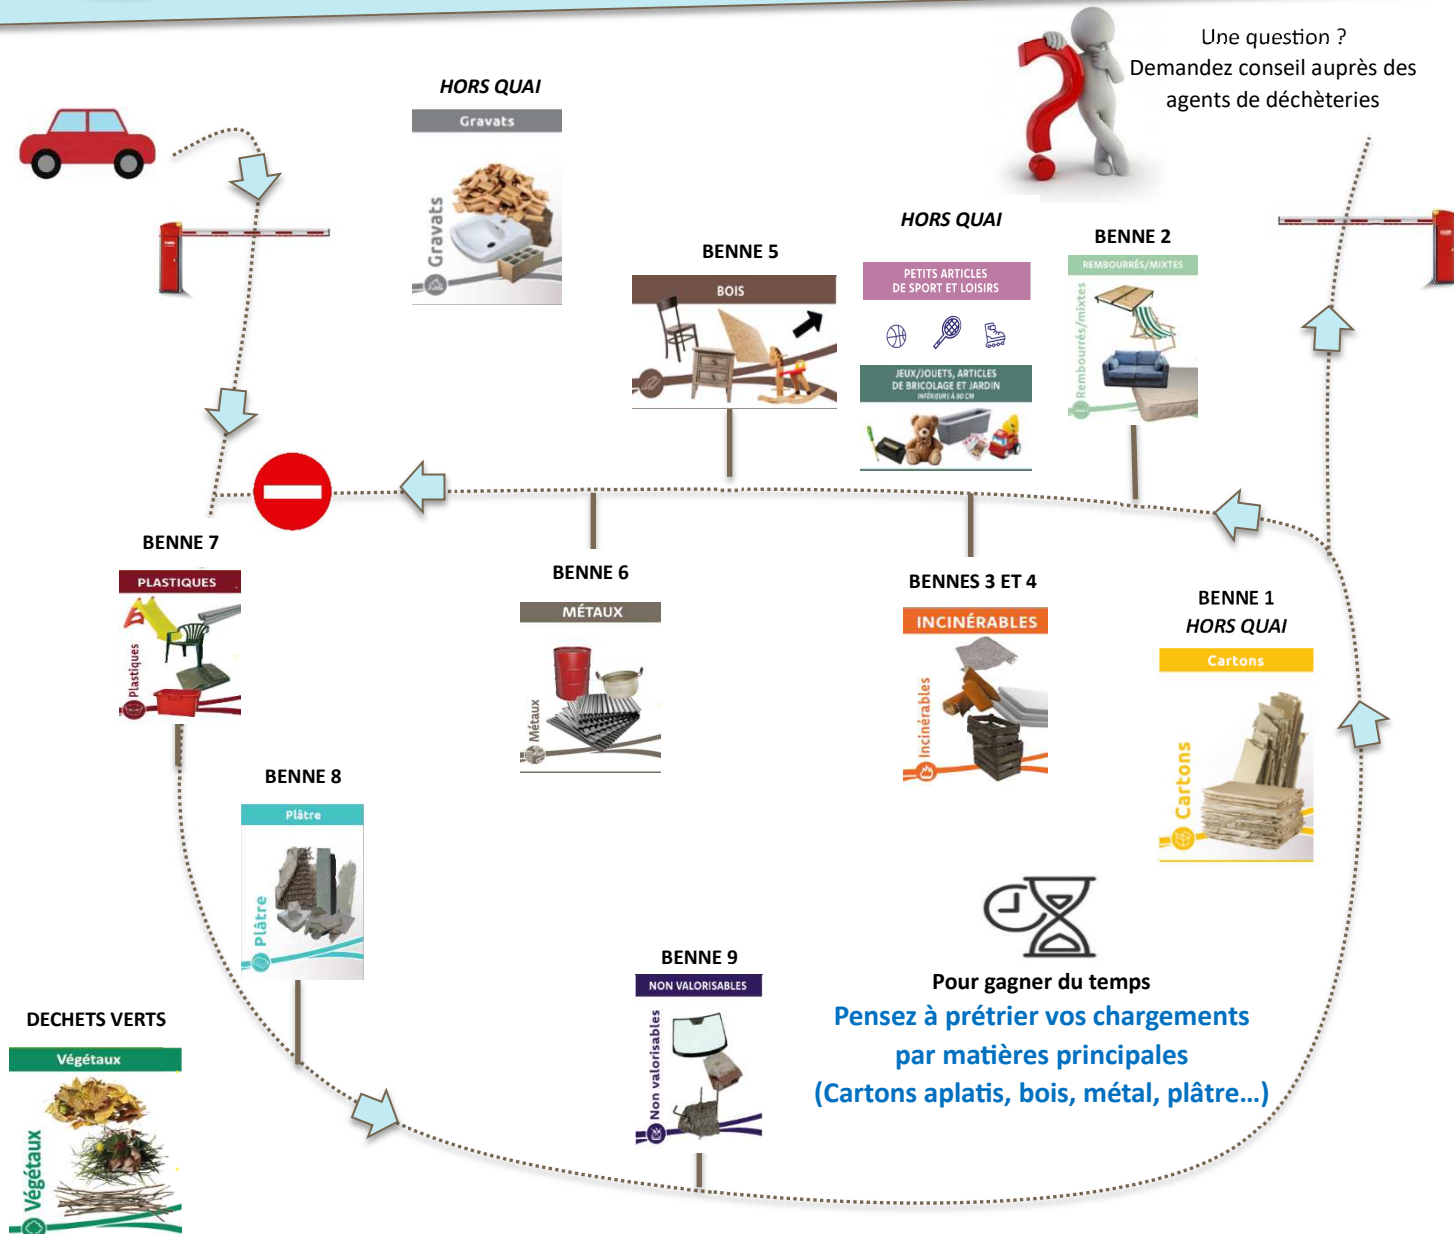 Une question ?
Demandez conseil auprès des
agents de déchèteries
HORS QUAI
Gravats
Gravats
BENNE 5
BOIS
HORS QUAI
PETITS ARTICLES
DE SPORT ET LOISIRS
JEUX/JOUETS, ARTICLES
DE BRICOLAGE ET JARDIN
INFÉRIEURS À 60 CM
BENNE 2
REMBOURRÉS/MIXTES
Rembourrés/mixtes
BENNE 7
PLASTIQUES
Plastiques
BENNE 6
MÉTAUX
Métaux
BENNES 3 ET 4
INCINÉRABLES
Incinérables
BENNE 1
HORS QUAI
Cartons
Cartons
BENNE 8
Plâtre
Plâtre
BENNE 9
NON VALORISABLES
Non valorisables
Pour gagner du temps
Pensez à prétrier vos chargements
par matières principales
(Cartons aplatis, bois, métal, plâtre…)
DECHETS VERTS
Végétaux
Végétaux